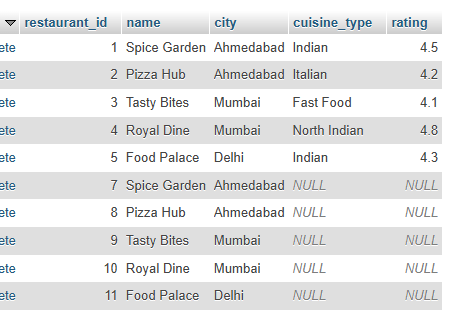 restaurant_id name city cuisine_type rating
ete 1 Spice Garden Ahmedabad Indian 4.5
ete 2 Pizza Hub Ahmedabad Italian 4.2
ete 3 Tasty Bites Mumbai Fast Food 4.1
ete 4 Royal Dine Mumbai North Indian 4.8
ete 5 Food Palace Delhi Indian 4.3
ete 7 Spice Garden Ahmedabad NULL NULL
ete 8 Pizza Hub Ahmedabad NULL NULL
ete 9 Tasty Bites Mumbai NULL NULL
ete 10 Royal Dine Mumbai NULL NULL
ete 11 Food Palace Delhi NULL NULL